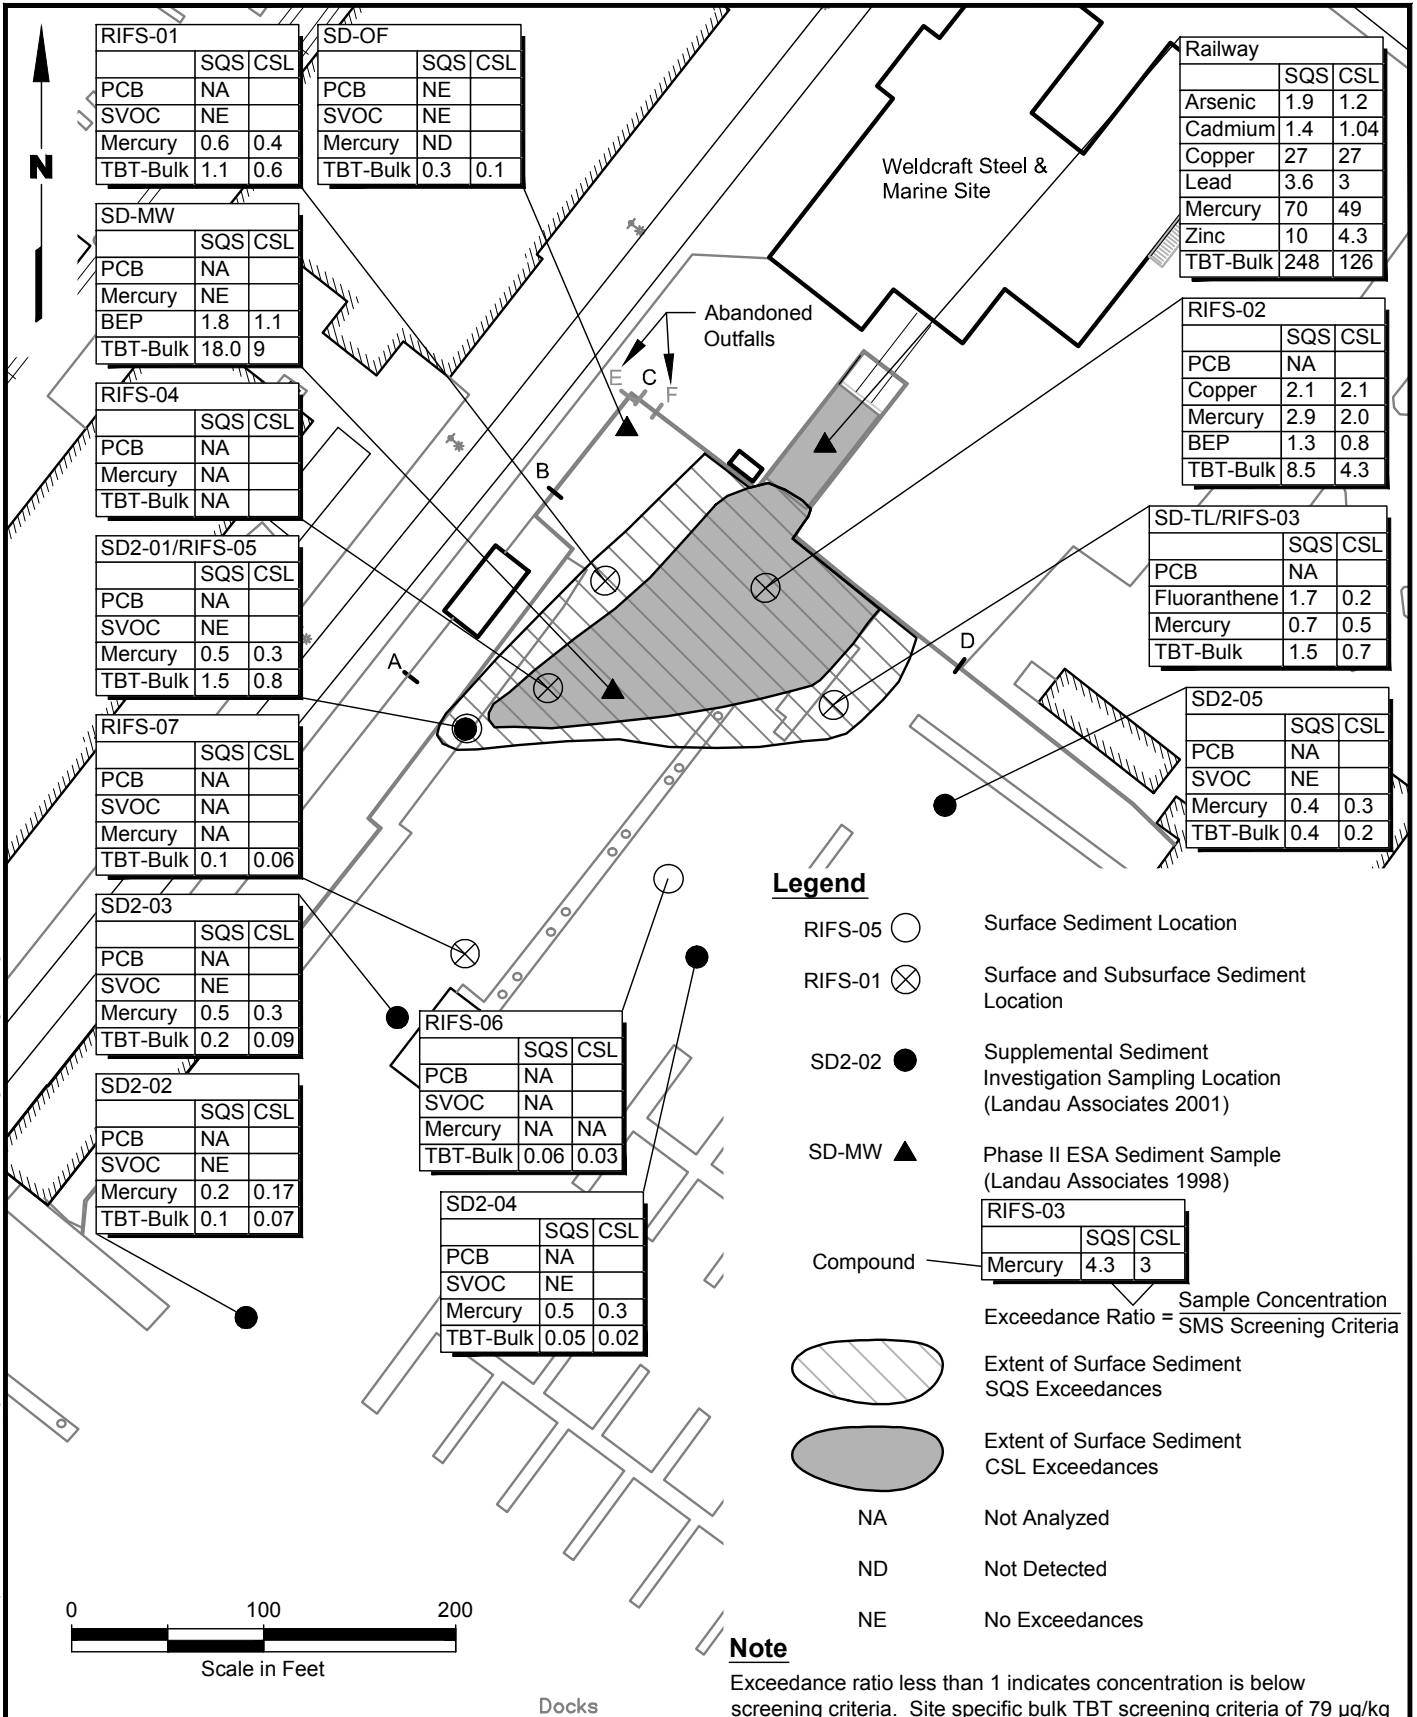 RIFS-01
SQS CSL
PCB NA
SVOC NE
Mercury 0.6 0.4
TBT-Bulk 1.1 0.6
SD-OF
SQS CSL
PCB NE
SVOC NE
Mercury ND
TBT-Bulk 0.3 0.1
Railway
SQS CSL
Arsenic 1.9 1.2
Cadmium 1.4 1.04
Copper 27 27
Lead 3.6 3
Mercury 70 49
Zinc 10 4.3
TBT-Bulk 248 126
N
Weldcraft Steel &
Marine Site
SD-MW
SQS CSL
PCB NA
Mercury NE
BEP 1.8 1.1
TBT-Bulk 18.0 9
Abandoned
Outfalls
E C F
RIFS-02
SQS CSL
PCB NA
Copper 2.1 2.1
Mercury 2.9 2.0
BEP 1.3 0.8
TBT-Bulk 8.5 4.3
RIFS-04
SQS CSL
PCB NA
Mercury NA
TBT-Bulk NA
B
SD-TL/RIFS-03
SQS CSL
PCB NA
Fluoranthene 1.7 0.2
Mercury 0.7 0.5
TBT-Bulk 1.5 0.7
SD2-01/RIFS-05
SQS CSL
PCB NA
SVOC NE
Mercury 0.5 0.3
TBT-Bulk 1.5 0.8
A
D
SD2-05
SQS CSL
PCB NA
SVOC NE
Mercury 0.4 0.3
TBT-Bulk 0.4 0.2
RIFS-07
SQS CSL
PCB NA
SVOC NA
Mercury NA
TBT-Bulk 0.1 0.06
SD2-03
SQS CSL
PCB NA
SVOC NE
Mercury 0.5 0.3
TBT-Bulk 0.2 0.09
RIFS-06
SQS CSL
PCB NA
SVOC NA
Mercury NA NA
TBT-Bulk 0.06 0.03
SD2-02
SQS CSL
PCB NA
SVOC NE
Mercury 0.2 0.17
TBT-Bulk 0.1 0.07
SD2-04
SQS CSL
PCB NA
SVOC NE
Mercury 0.5 0.3
TBT-Bulk 0.05 0.02
Legend
RIFS-05 Surface Sediment Location
RIFS-01 Surface and Subsurface Sediment
Location
SD2-02 Supplemental Sediment
Investigation Sampling Location
(Landau Associates 2001)
SD-MW Phase II ESA Sediment Sample
(Landau Associates 1998)
RIFS-03
SQS CSL
Compound Mercury 4.3 3
Exceedance Ratio = Sample Concentration
SMS Screening Criteria
Extent of Surface Sediment
SQS Exceedances
Extent of Surface Sediment
CSL Exceedances
NA Not Analyzed
ND Not Detected
NE No Exceedances
0 100 200
Scale in Feet
Docks
Note
Exceedance ratio less than 1 indicates concentration is below
screening criteria. Site specific bulk TBT screening criteria of 79 µg/kg